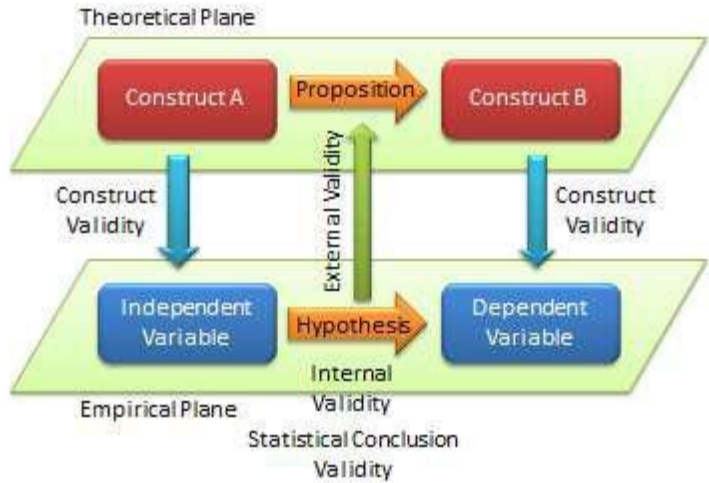 Theoretical Plane
Construct A
Proposition
Construct B
Construct
Validity
External Validity
Construct
Validity
Independent
Variable
Hypothesis
Dependent
Variable
Internal
Validity
Empirical Plane
Statistical Conclusion
Validity